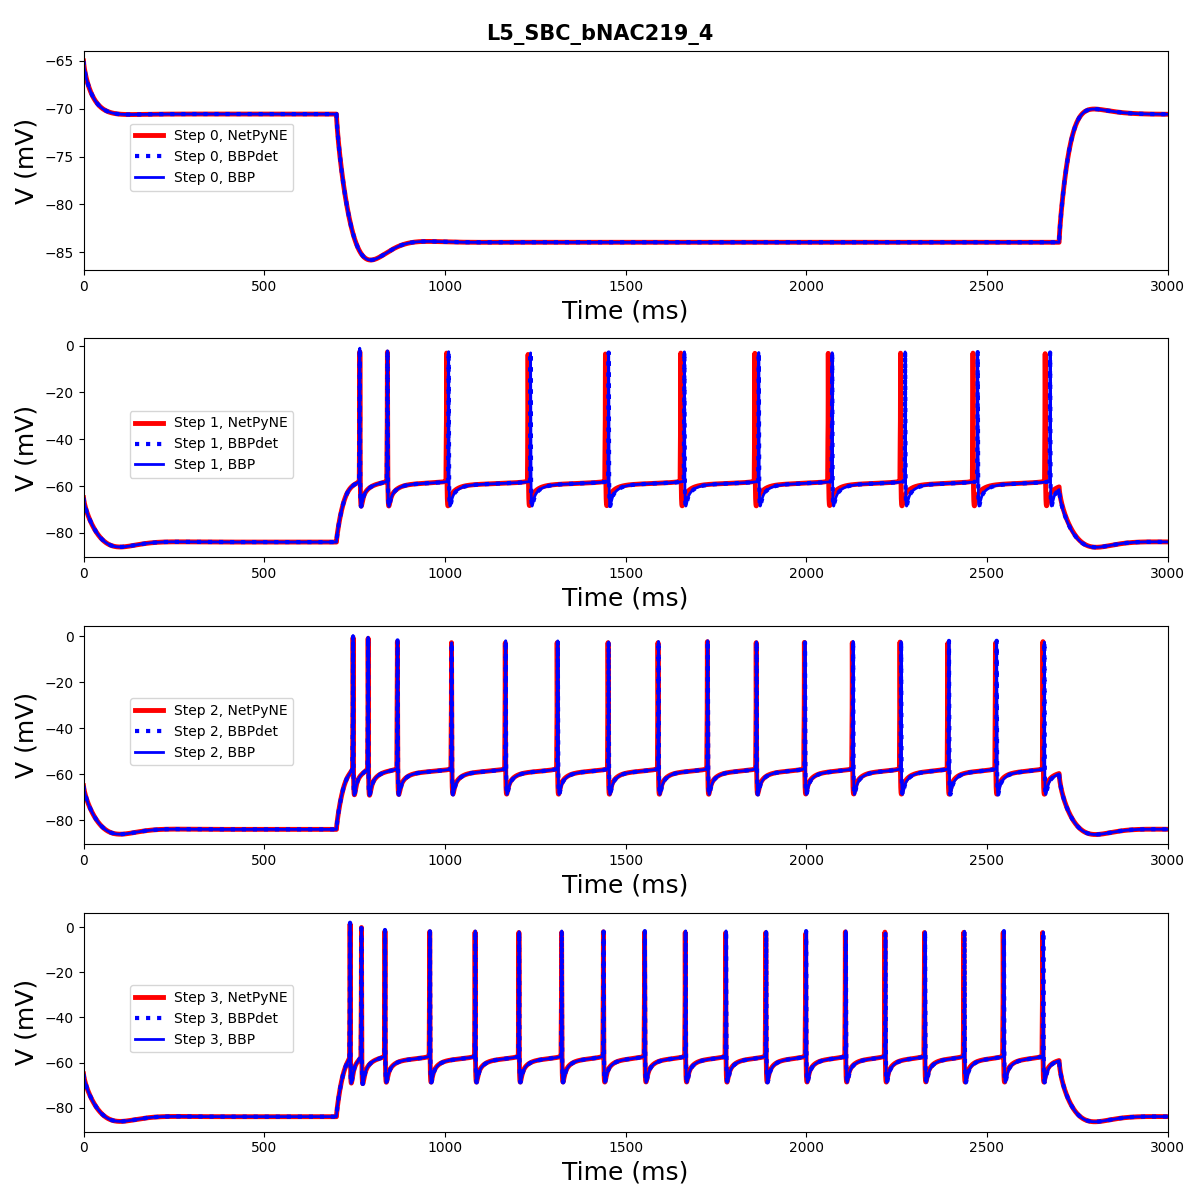 L5_SBC_bNAC219_4
−65
−70
−75
−80
−85
V (mV)
Step 0, NetPyNE
Step 0, BBPdet
Step 0, BBP
0 500 1000 1500 2000 2500 3000
Time (ms)
0
−20
−40
−60
−80
V (mV)
Step 1, NetPyNE
Step 1, BBPdet
Step 1, BBP
0 500 1000 1500 2000 2500 3000
Time (ms)
0
−20
−40
−60
−80
V (mV)
Step 2, NetPyNE
Step 2, BBPdet
Step 2, BBP
0 500 1000 1500 2000 2500 3000
Time (ms)
0
−20
−40
−60
−80
V (mV)
Step 3, NetPyNE
Step 3, BBPdet
Step 3, BBP
0 500 1000 1500 2000 2500 3000
Time (ms)